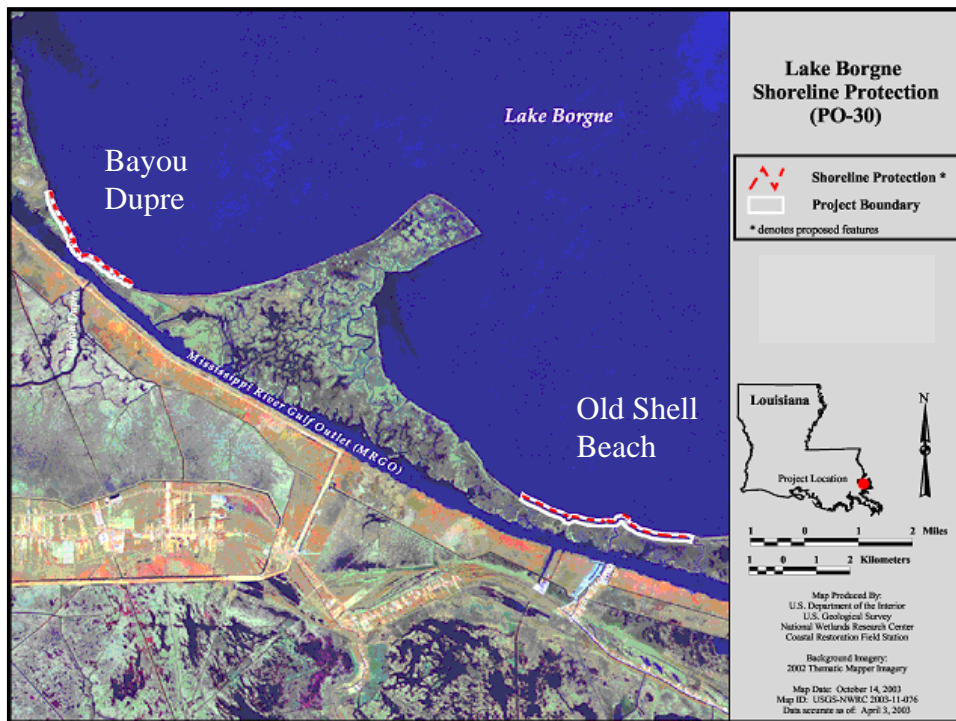 Lake Borgne
Bayou
Dupre
Bayou Dupre
Mississippi River Gulf Outlet (MRGO)
Old Shell
Beach
Lake Borgne
Shoreline Protection
(PO-30)
Shoreline Protection *
Project Boundary
* denotes proposed features
Louisiana
N
Project Location
1 0 1 2 Miles
1 0 1 2 Kilometers
Map Produced By:
U.S. Department of the Interior
U.S. Geological Survey
National Wetlands Research Center
Coastal Restoration Field Station
Background Imagery:
2002 Thematic Mapper Imagery
Map Date: October 14, 2003
Map ID: USGS-NWRC 2003-11-076
Data accurate as of: April 3, 2003